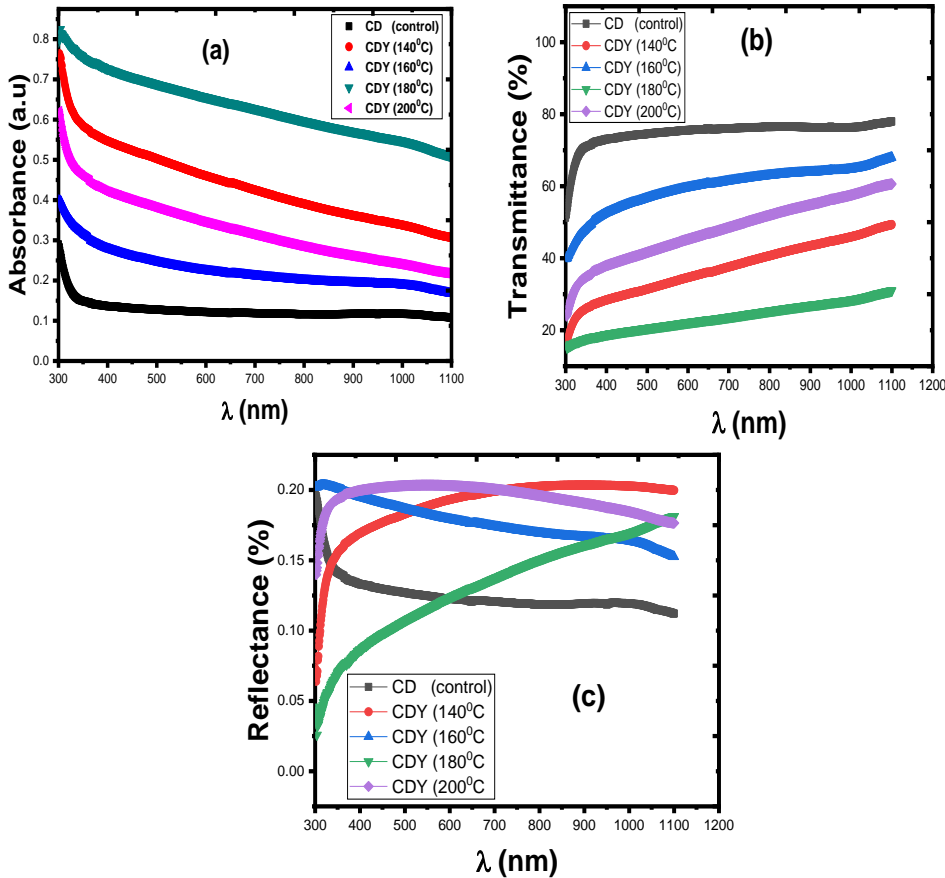 (a)
CD (control)
CDY (140⁰C)
CDY (160⁰C)
CDY (180⁰C)
CDY (200⁰C)
Absorbance (a.u)
0.8
0.7
0.6
0.5
0.4
0.3
0.2
0.1
0.0
300 400 500 600 700 800 900 1000 1100
λ (nm)
(b)
CD (control)
CDY (140⁰C)
CDY (160⁰C)
CDY (180⁰C)
CDY (200⁰C)
Transmittance (%)
100
80
60
40
20
300 400 500 600 700 800 900 1000 1100 1200
λ (nm)
(c)
CD (control)
CDY (140⁰C
CDY (160⁰C
CDY (180⁰C
CDY (200⁰C
Reflectance (%)
0.20
0.15
0.10
0.05
0.00
300 400 500 600 700 800 900 1000 1100 1200
λ (nm)